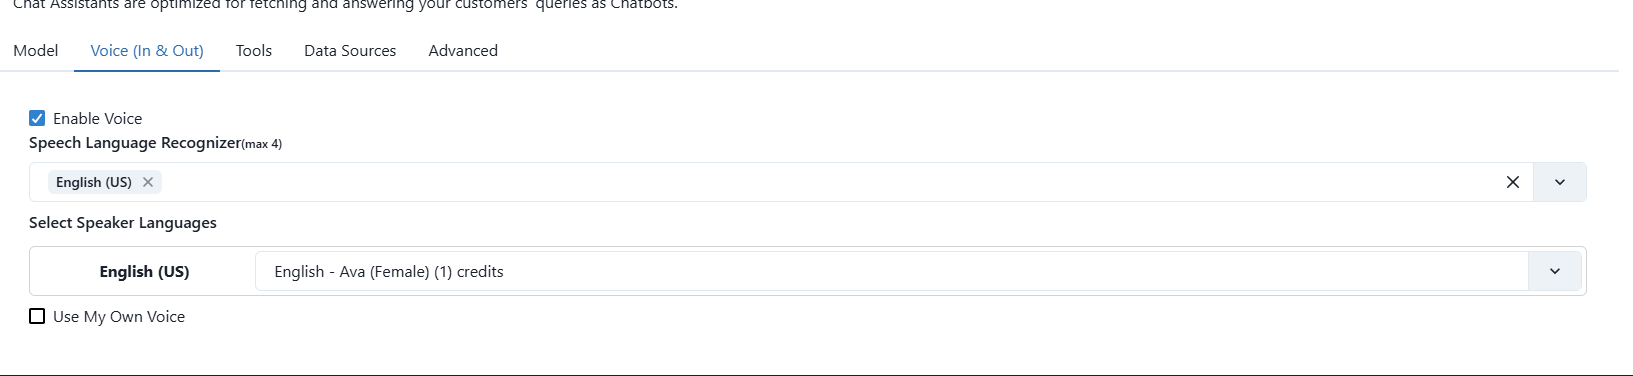 Chat Assistants are optimized for fetching and answering your customers' queries as Chatbots.
Model Voice (In & Out) Tools Data Sources Advanced
Enable Voice
Speech Language Recognizer(max 4)
English (US)
Select Speaker Languages
English (US) English - Ava (Female) (1) credits
Use My Own Voice